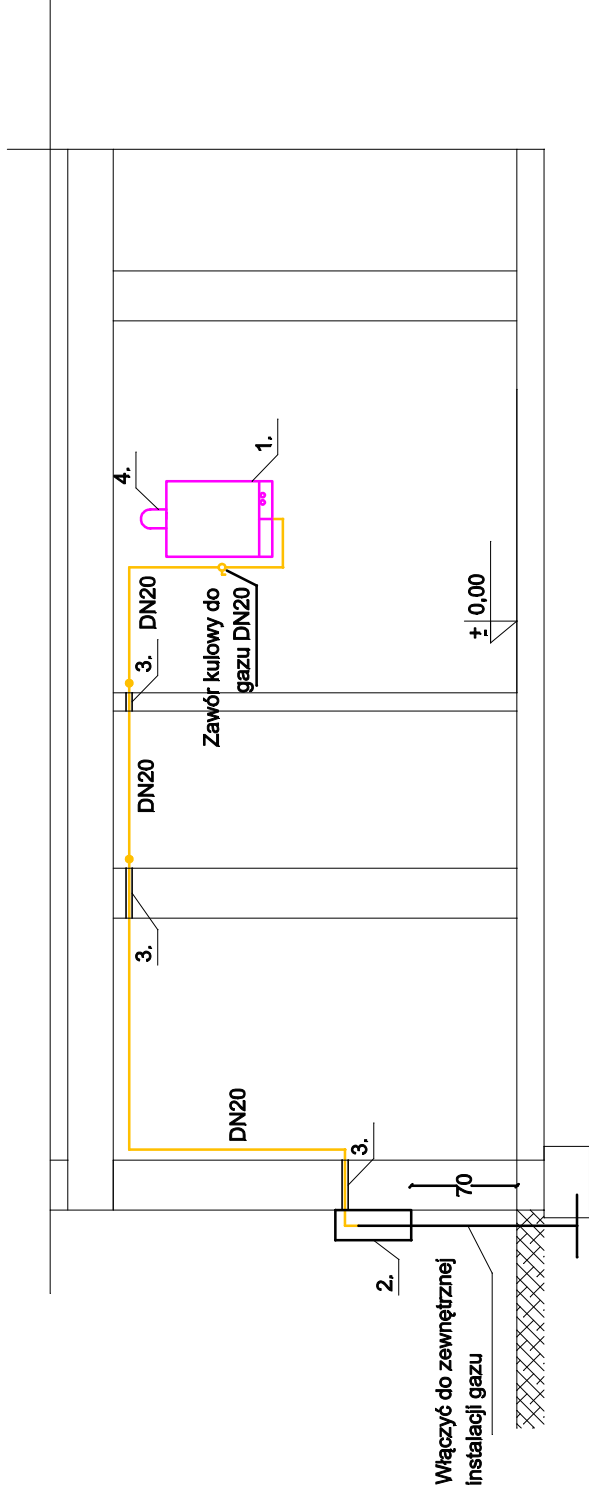 4.
1.
DN20
3.
Zawór kulowy do
gazu DN20
± 0,00
DN20
3.
DN20
3.
70
2.
Włączyć do zewnętrznej
instalacji gazu